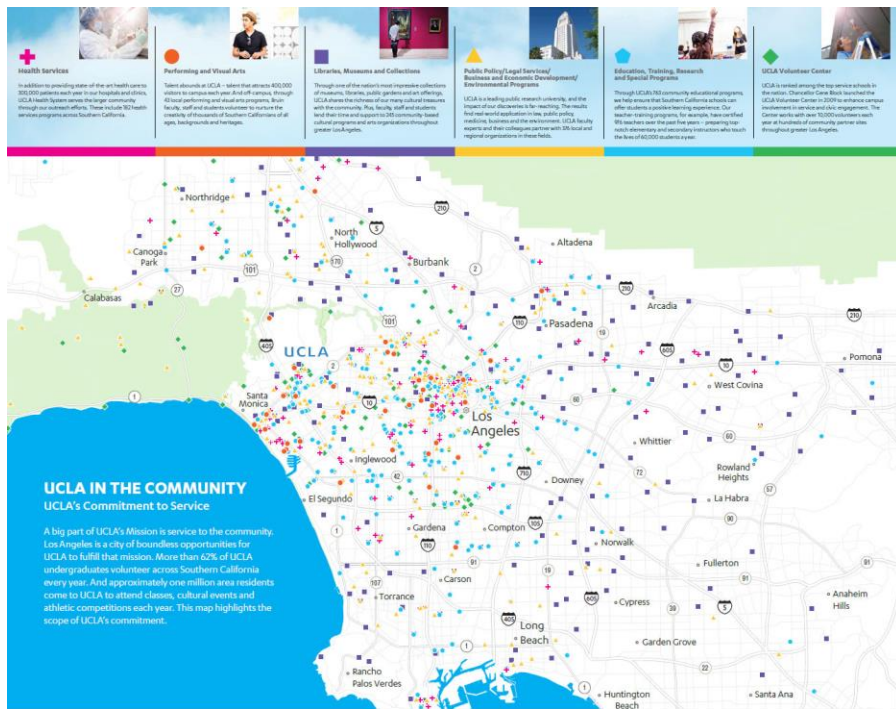 Health Services
In addition to providing state-of-the-art health care to
300,000 patients each year in our hospitals and clinics,
UCLA Health System serves the larger community
through our outreach efforts. These include 182 health
services programs across Southern California.
Performing and Visual Arts
Talent abounds at UCLA – talent that attracts 400,000
visitors to campus each year. And off campus, through
43 local performing and visual arts programs, Bruin
faculty, staff and students volunteer to nurture the
creativity of thousands of Southern Californians of all
ages, backgrounds and heritages.
Libraries, Museums and Collections
Through one of the nation's most impressive collections
of museums, libraries, public gardens and art offerings,
UCLA shares the richness of our many cultural treasures
with the community. Plus, faculty, staff and students
lend their time and support to 345 community-based
cultural programs and arts organizations throughout
greater Los Angeles.
Public Policy/Legal Services/
Business and Economic Development/
Environmental Programs
UCLA is a leading public research university, and the
impact of our discoveries is far-reaching. The results
find real-world application in law, public policy,
medicine, business and the environment. UCLA faculty
experts and their colleagues partner with 576 local and
regional organizations in these fields.
Education, Training, Research
and Special Programs
Through UCLA's 743 community educational programs,
we help ensure that Southern California schools can
offer students a positive learning experience. Our
teacher-training programs, for example, have certified
teachers over the past five years – preparing top-
notch elementary and secondary instructors who touch
the lives of 60,000 students a year.
UCLA Volunteer Center
UCLA is ranked among the top service schools in
the nation. Chancellor Gene Block launched the
UCLA Volunteer Center in 2009 to enhance campus
involvement in service and civic engagement. The
Center works with over 10,000 volunteers each
year at hundreds of community partner sites
throughout greater Los Angeles.
210
Northridge
5
North
Hollywood
170
Burbank
Altadena
Canoga
Park
101
2
27
Calabasas
210
Arcadia
101
110
Pasadena
19
210
405
UCLA
2
605
10
Pomona
1
Santa
Monica
10
West Covina
60
Los
Angeles
60
Whittier
Inglewood
42
710
Downey
72
Rowland
Heights
57
El Segundo
La Habra
1
Gardena
Compton
105
90
110
Norwalk
91
Fullerton
91
19
91
107
Carson
Torrance
605
Cypress
39
5
Anaheim
Hills
405
Long
Beach
1
Garden Grove
22
Rancho
Palos Verdes
1
Huntington
Beach
Santa Ana
UCLA IN THE COMMUNITY
UCLA's Commitment to Service
A big part of UCLA's Mission is service to the community.
Los Angeles is a city of boundless opportunities for
UCLA to fulfill that mission. More than 62% of UCLA
undergraduates volunteer across Southern California
every year. And approximately one million area residents
come to UCLA to attend classes, cultural events and
athletic competitions each year. This map highlights the
scope of UCLA's commitment.